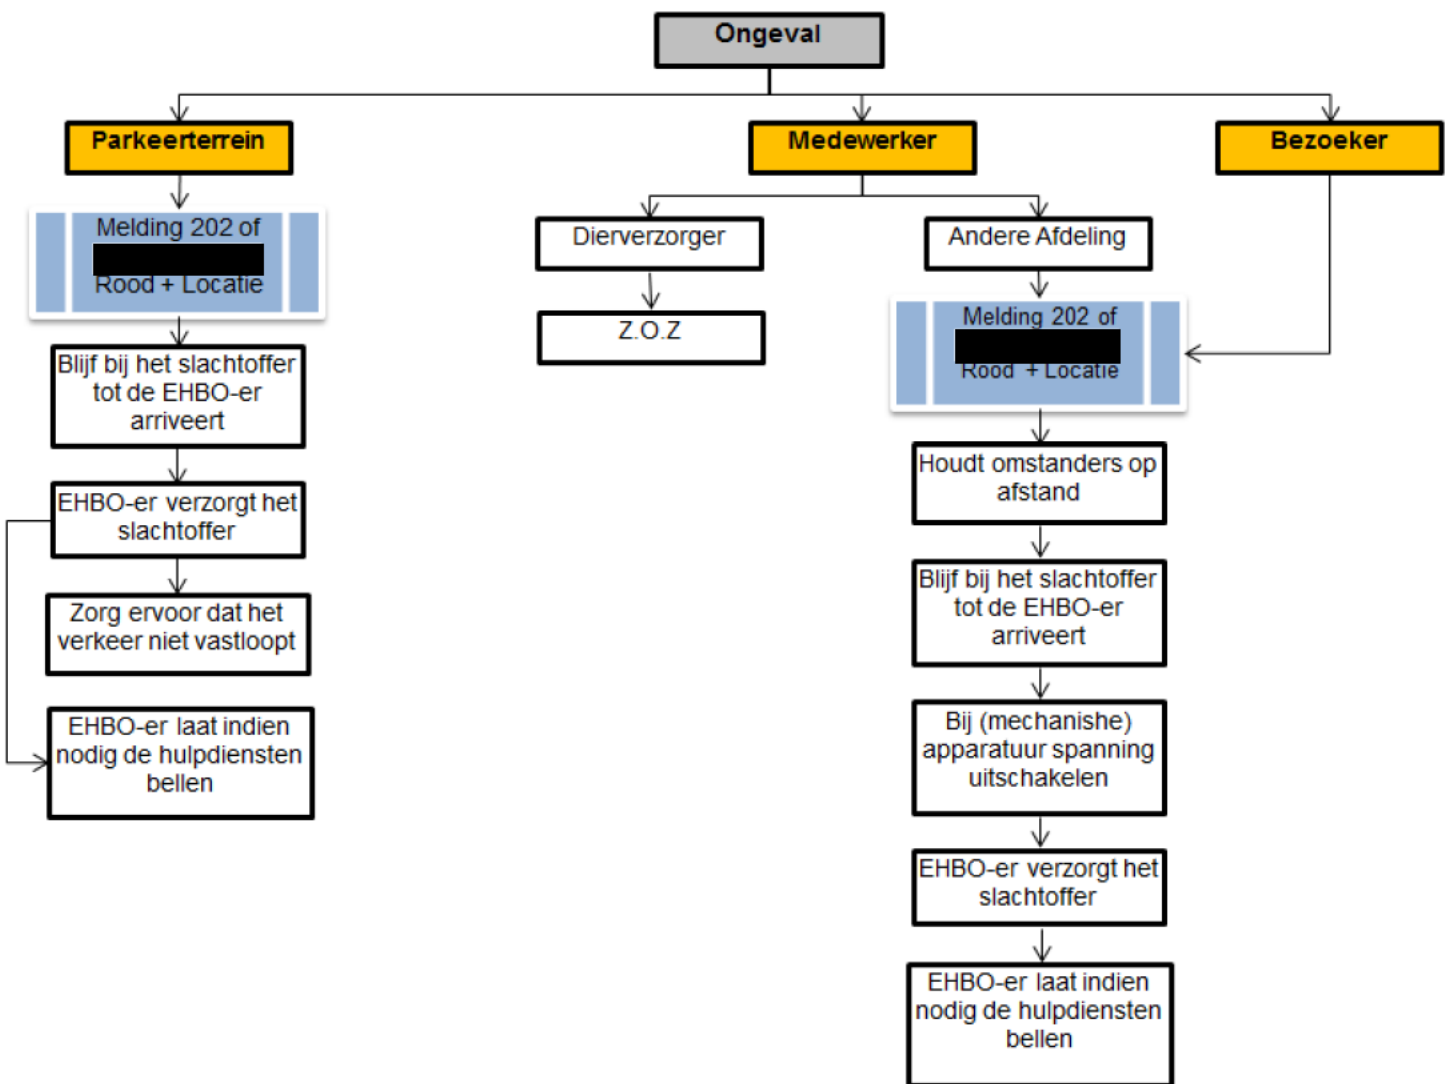 Ongeval
Parkeerterrein
Medewerker
Bezoeker
Melding 202 of
Rood + Locatie
Blijf bij het slachtoffer
tot de EHBO-er
arriveert
EHBO-er verzorgt het
slachtoffer
Zorg ervoor dat het
verkeer niet vastloopt
EHBO-er laat indien
nodig de hulpdiensten
bellen
Dierverzorger
Z.O.Z
Andere Afdeling
Melding 202 of
Rood + Locatie
Houdt omstanders op
afstand
Blijf bij het slachtoffer
tot de EHBO-er
arriveert
Bij (mechanishe)
apparatuur spanning
uitschakelen
EHBO-er verzorgt het
slachtoffer
EHBO-er laat indien
nodig de hulpdiensten
bellen